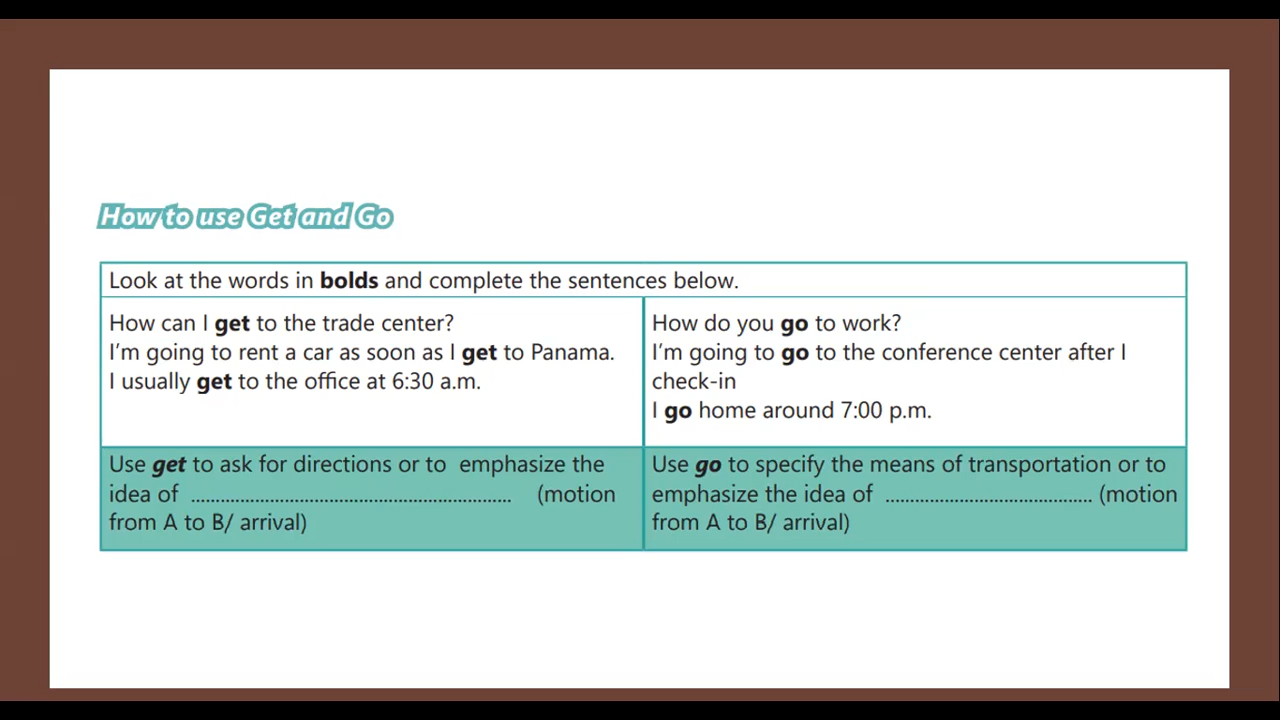 How to use Get and Go
Look at the words in bolds and complete the sentences below.
How can I get to the trade center?
I'm going to rent a car as soon as I get to Panama.
I usually get to the office at 6:30 a.m.
How do you go to work?
I'm going to go to the conference center after I
check-in
I go home around 7:00 p.m.
Use get to ask for directions or to  emphasize the
idea of ..................................................................  (motion
from A to B/ arrival)
Use go to specify the means of transportation or to
emphasize the idea of .......................................... (motion
from A to B/ arrival)